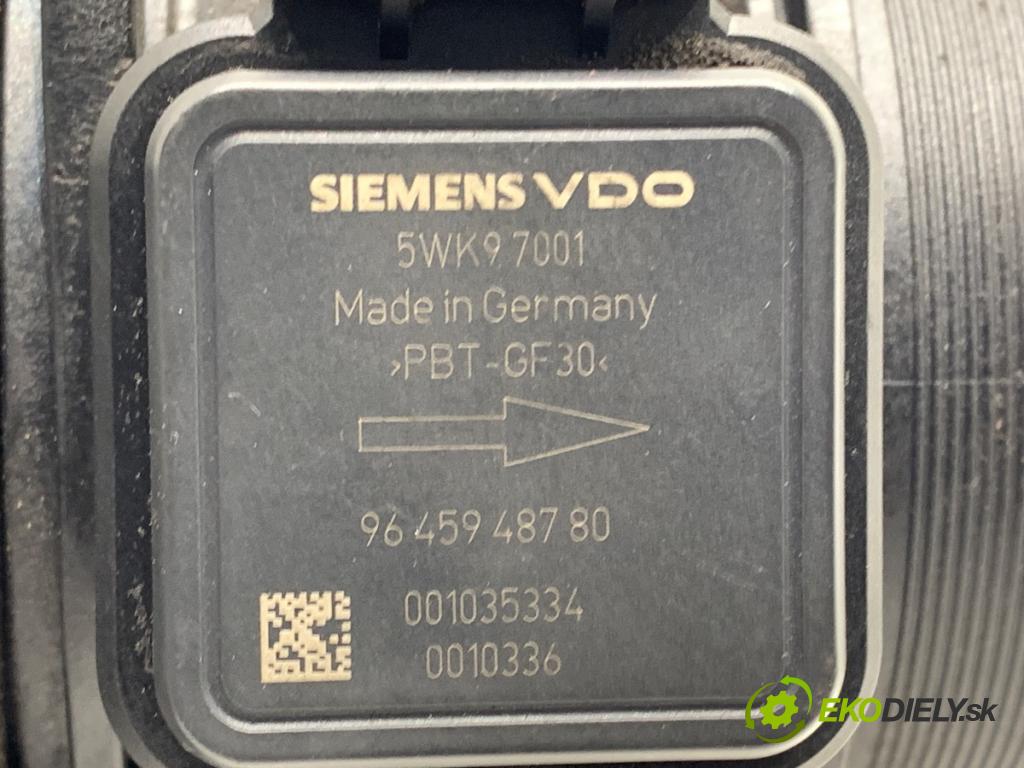 SIEMENS VDO
5WK9 7001
Made in Germany
>PBT-GF30<
96 459 487 80
001035334
0010336
EKODIELY.sk